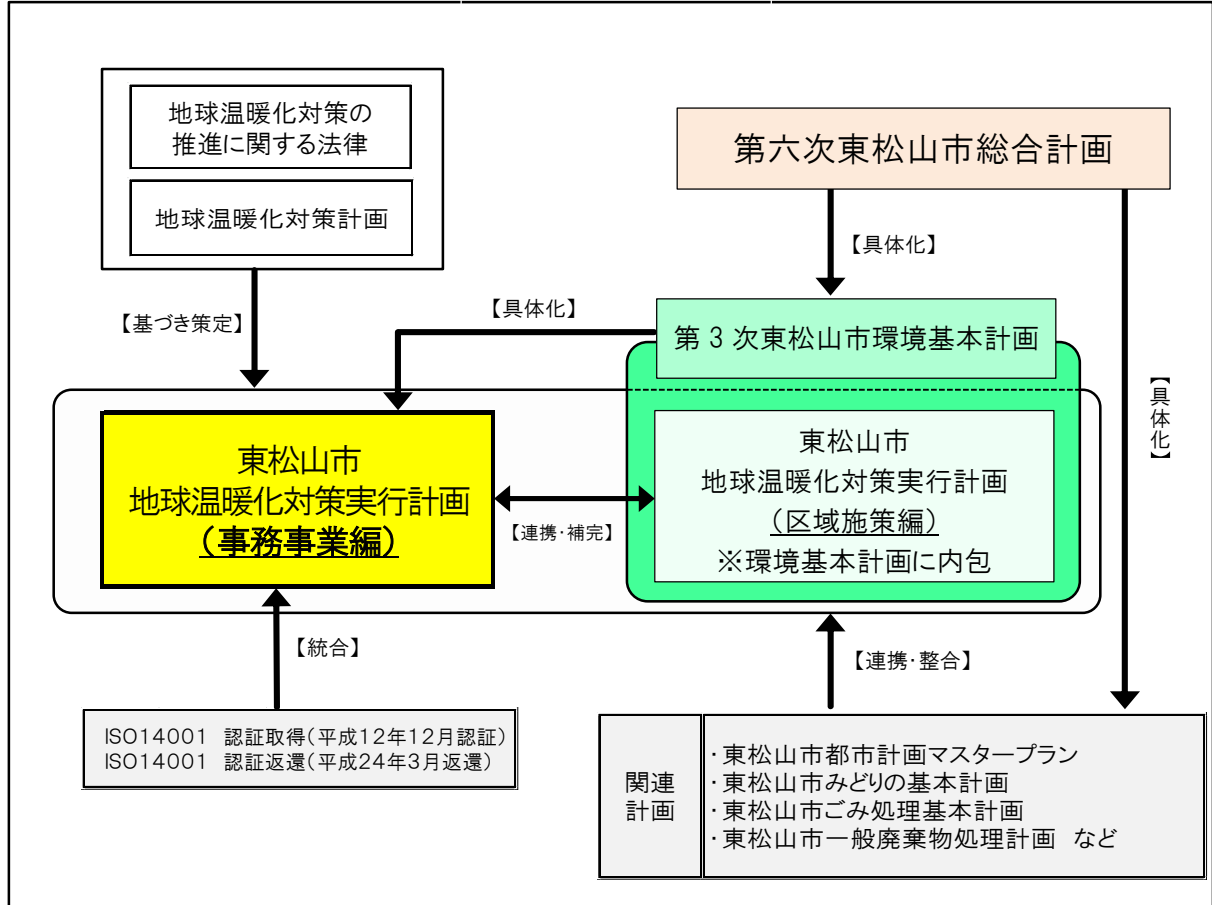 地球温暖化対策の
推進に関する法律
地球温暖化対策計画
第六次東松山市総合計画
【具体化】
【基づき策定】
【具体化】
第3次東松山市環境基本計画
【具体化】
東松山市
地球温暖化対策実行計画
（事務事業編）
【連携・補完】
東松山市
地球温暖化対策実行計画
（区域施策編）
※環境基本計画に内包
【統合】
【連携・整合】
ISO14001 認証取得（平成12年12月認証）
ISO14001 認証返還（平成24年3月返還）
関連
計画
・東松山市都市計画マスタープラン
・東松山市みどりの基本計画
・東松山市ごみ処理基本計画
・東松山市一般廃棄物処理計画 など